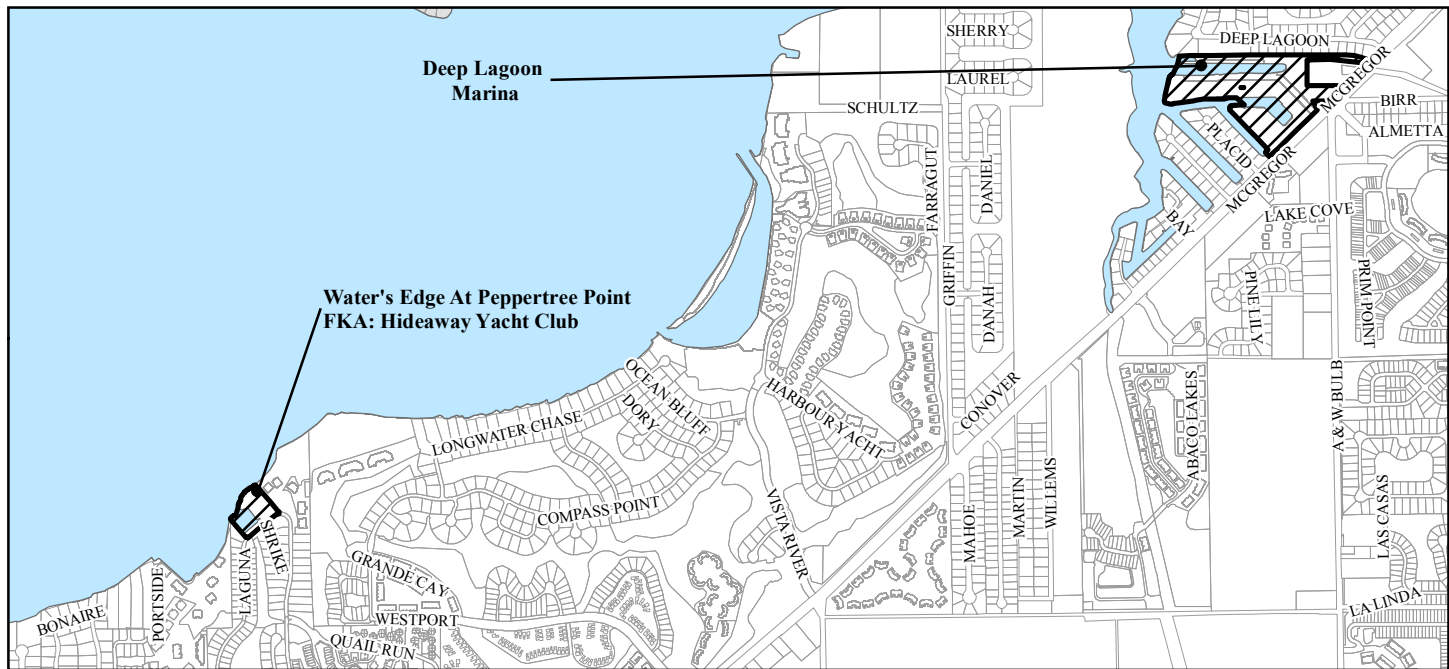 SHERRY
DEEP LAGOON
Deep Lagoon
Marina
LAUREL
MCGREGOR
SCHULTZ
BIRR
ALMETTA
PLACID
FARRAGUT
DANIEL
MCGREGOR
BAY
LAKE COVE
GRIFFIN
DANAH
PINE LILY
PRIM POINT
Water's Edge At Peppertree Point
FKA: Hideaway Yacht Club
OCEAN BLUFF
DORY
HARBOUR YACHT
CONOVER
LONGWATER CHASE
ABACO LAKES
A & W BULB
COMPASS POINT
VISTA RIVER
MAHOE
MARTIN
WILLEMS
LAS CASAS
SHRIKE
LAGUNA
GRANDE CAY
PORTSIDE
BONAIRE
WESTPORT
QUAIL RUN
LA LINDA